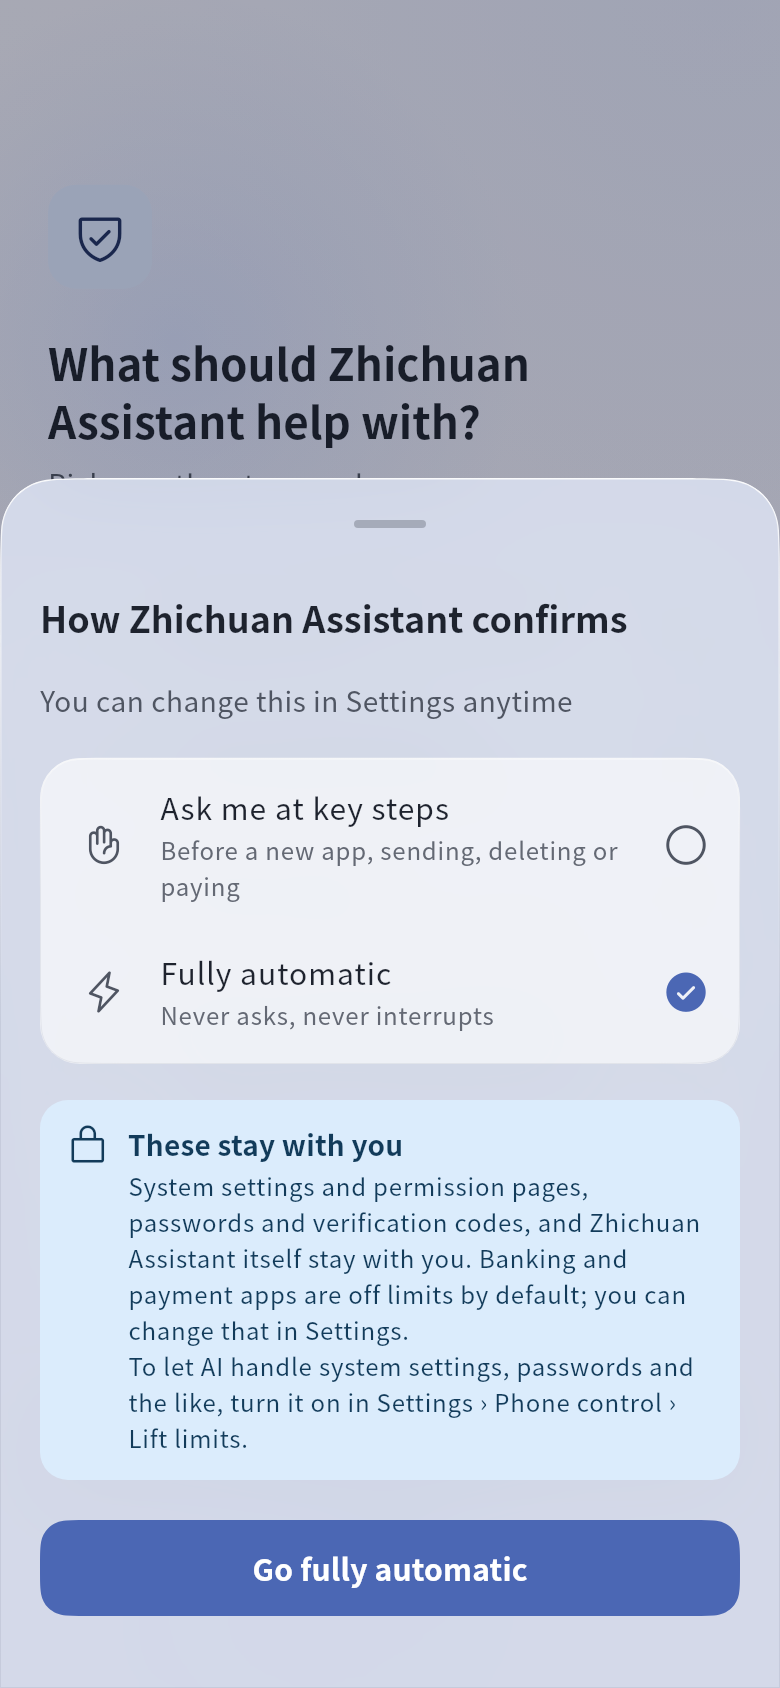 What should Zhichuan
Assistant help with?
How Zhichuan Assistant confirms
You can change this in Settings anytime
Ask me at key steps
Before a new app, sending, deleting or
paying
Fully automatic
Never asks, never interrupts
These stay with you
System settings and permission pages,
passwords and verification codes, and Zhichuan
Assistant itself stay with you. Banking and
payment apps are off limits by default; you can
change that in Settings.
To let AI handle system settings, passwords and
the like, turn it on in Settings › Phone control ›
Lift limits.
Go fully automatic